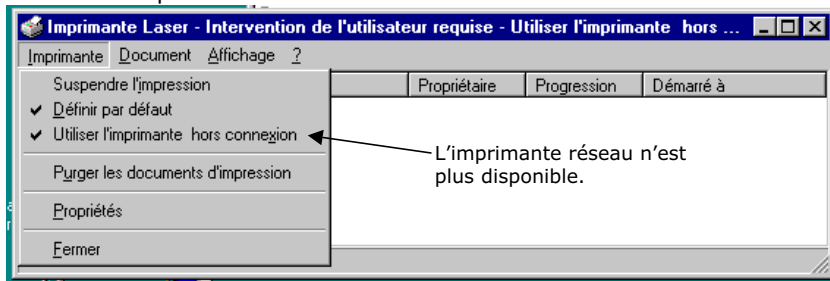 Imprimante Laser - Intervention de l'utilisateur requise - Utiliser l'imprimante hors ...
Imprimante Document Affichage ?
Suspendre l'impression
Propriétaire Progression Démarré à
Définir par défaut
Utiliser l'imprimante hors connexion
L'imprimante réseau n'est
plus disponible.
Purger les documents d'impression
Propriétés
Fermer